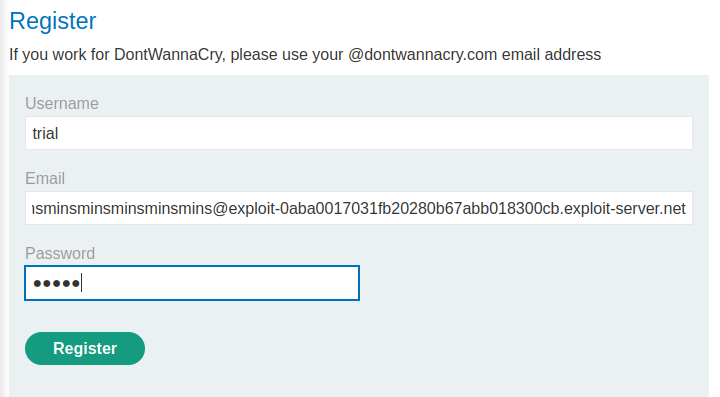 Register
If you work for DontWannaCry, please use your @dontwannacry.com email address
Username
trial
Email
nsminsminsminsminsmins@exploit-0aba0017031fb20280b67abb018300cb.exploit-server.net
Password
●●●●●
Register